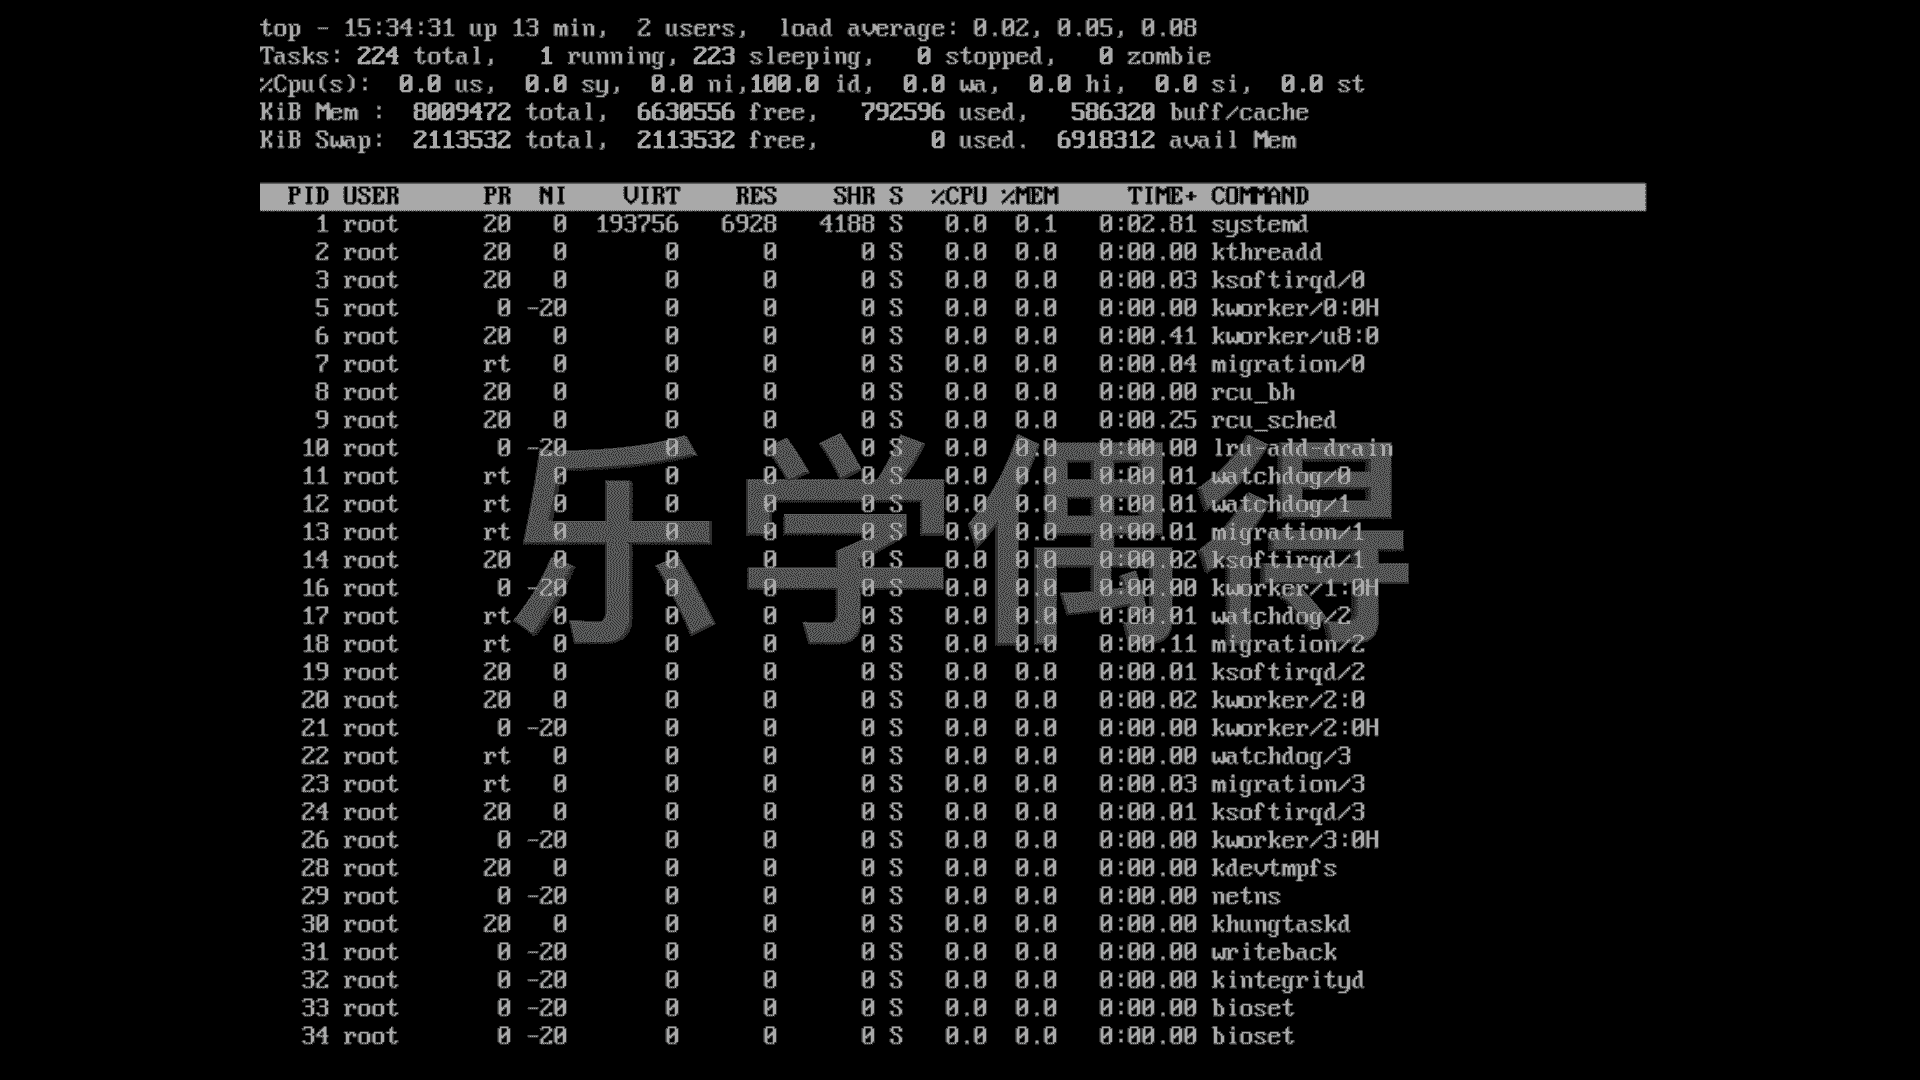 top - 15:34:31 up 13 min,  2 users,  load average: 0.02, 0.05, 0.08
Tasks: 224 total,   1 running, 223 sleeping,   0 stopped,   0 zombie
%Cpu(s):  0.0 us,  0.0 sy,  0.0 ni,100.0 id,  0.0 wa,  0.0 hi,  0.0 si,  0.0 st
KiB Mem :  8009472 total,  6630556 free,   792596 used,   586320 buff/cache
KiB Swap:  2113532 total,  2113532 free,        0 used.  6918312 avail Mem
PID USER      PR  NI    VIRT    RES    SHR S  %CPU %MEM     TIME+ COMMAND
1 root      20   0  193756   6928   4188 S   0.0  0.1   0:02.81 systemd
2 root      20   0       0      0      0 S   0.0  0.0   0:00.00 kthreadd
3 root      20   0       0      0      0 S   0.0  0.0   0:00.03 ksoftirqd/0
5 root       0 -20       0      0      0 S   0.0  0.0   0:00.00 kworker/0:0H
6 root      20   0       0      0      0 S   0.0  0.0   0:00.41 kworker/u8:0
7 root      rt   0       0      0      0 S   0.0  0.0   0:00.04 migration/0
8 root      20   0       0      0      0 S   0.0  0.0   0:00.00 rcu_bh
9 root      20   0       0      0      0 S   0.0  0.0   0:00.25 rcu_sched
10 root       0 -20       0      0      0 S   0.0  0.0   0:00.00 lru-add-drain
11 root      rt   0       0      0      0 S   0.0  0.0   0:00.01 watchdog/0
12 root      rt   0       0      0      0 S   0.0  0.0   0:00.01 watchdog/1
13 root      rt   0       0      0      0 S   0.0  0.0   0:00.01 migration/1
14 root      20   0       0      0      0 S   0.0  0.0   0:00.02 ksoftirqd/1
16 root       0 -20       0      0      0 S   0.0  0.0   0:00.00 kworker/1:0H
17 root      rt   0       0      0      0 S   0.0  0.0   0:00.01 watchdog/2
18 root      rt   0       0      0      0 S   0.0  0.0   0:00.11 migration/2
19 root      20   0       0      0      0 S   0.0  0.0   0:00.01 ksoftirqd/2
20 root      20   0       0      0      0 S   0.0  0.0   0:00.02 kworker/2:0
21 root       0 -20       0      0      0 S   0.0  0.0   0:00.00 kworker/2:0H
22 root      rt   0       0      0      0 S   0.0  0.0   0:00.00 watchdog/3
23 root      rt   0       0      0      0 S   0.0  0.0   0:00.03 migration/3
24 root      20   0       0      0      0 S   0.0  0.0   0:00.01 ksoftirqd/3
26 root       0 -20       0      0      0 S   0.0  0.0   0:00.00 kworker/3:0H
28 root      20   0       0      0      0 S   0.0  0.0   0:00.00 kdevtmpfs
29 root       0 -20       0      0      0 S   0.0  0.0   0:00.00 netns
30 root      20   0       0      0      0 S   0.0  0.0   0:00.00 khungtaskd
31 root       0 -20       0      0      0 S   0.0  0.0   0:00.00 writeback
32 root       0 -20       0      0      0 S   0.0  0.0   0:00.00 kintegrityd
33 root       0 -20       0      0      0 S   0.0  0.0   0:00.00 bioset
34 root       0 -20       0      0      0 S   0.0  0.0   0:00.00 bioset
乐学偶得